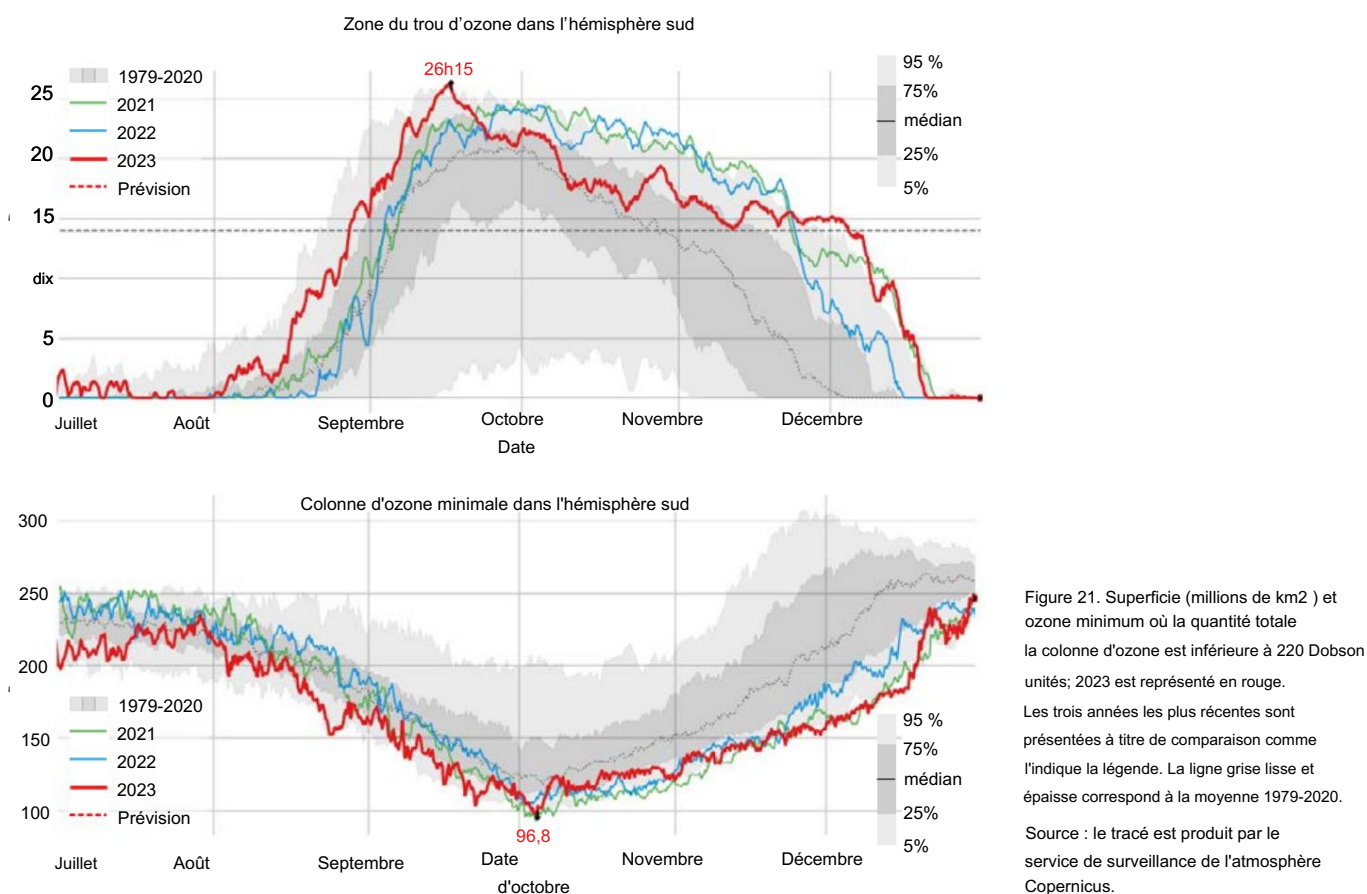 Zone du trou d’ozone dans l’hémisphère sud
26h15
1979-2020
2021
2022
2023
Prévision
95 %
75%
médian
25%
5%
25
20
15
dix
5
0
Juillet
Août
Septembre
Octobre
Novembre
Décembre
Date
Colonne d'ozone minimale dans l'hémisphère sud
300
250
200
150
100
1979-2020
2021
2022
2023
Prévision
95 %
75%
médian
25%
5%
96,8
Juillet
Août
Septembre
Date
d'octobre
Novembre
Décembre
Figure 21. Superficie (millions de km2 ) et
ozone minimum où la quantité totale
la colonne d'ozone est inférieure à 220 Dobson
unités; 2023 est représenté en rouge.
Les trois années les plus récentes sont
présentées à titre de comparaison comme
l'indique la légende. La ligne grise lisse et
épaisse correspond à la moyenne 1979-2020.
Source : le tracé est produit par le
service de surveillance de l'atmosphère
Copernicus.